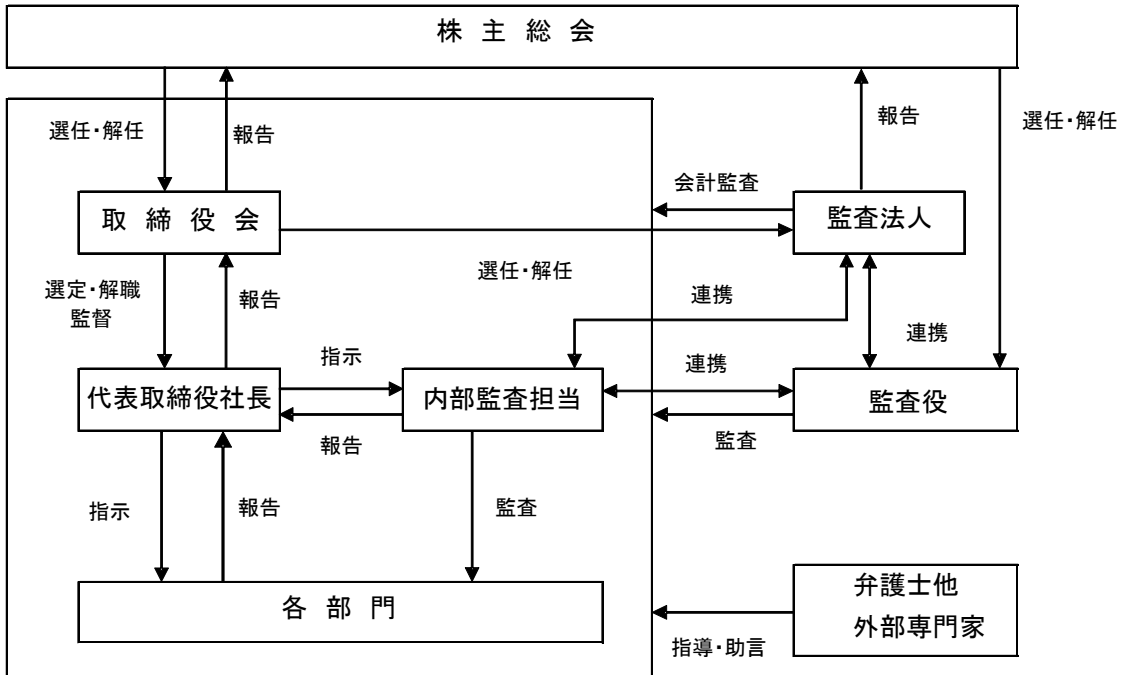 株 主 総 会
選任・解任
報告
報告
選任・解任
会計監査
取 締 役 会
監査法人
選任・解任
選定・解職
監督
報告
連携
連携
指示
連携
代表取締役社長
内部監査担当
監査役
報告
監査
指示
報告
監査
各 部 門
弁護士他
外部専門家
指導・助言